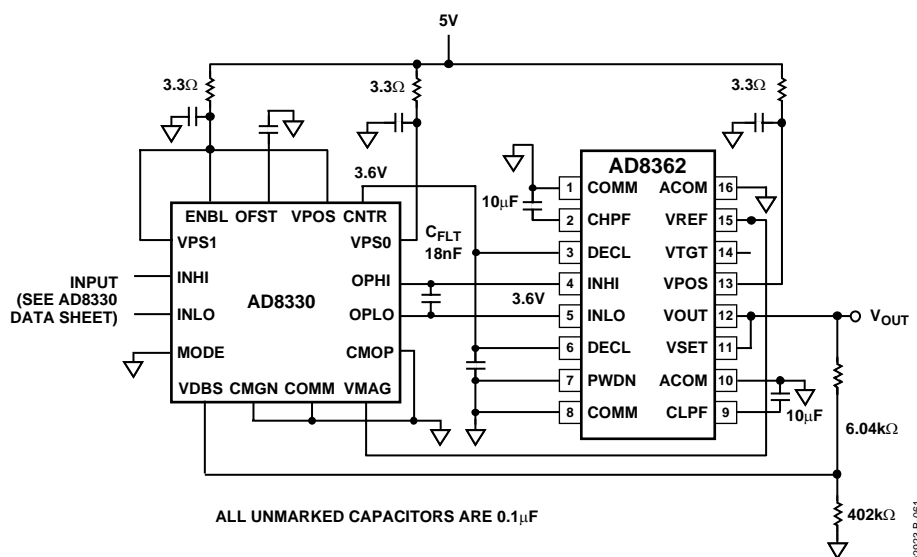 5V
3.3Ω
3.3Ω
3.3Ω
3.6V
ENBL OFST VPOS CNTR
VPS1
VPS0
INHI
OPHI
INPUT
(SEE AD8330
DATA SHEET)
AD8330
INLO
OPLO
MODE
CMOP
VDBS CMGN COMM VMAG
CFLT
18nF
3.6V
10μF
AD8362
1 COMM ACOM 16
2 CHPF VREF 15
3 DECL VTGT 14
4 INHI VPOS 13
5 INLO VOUT 12
6 DECL VSET 11
7 PWDN ACOM 10
8 COMM CLPF 9
VOUT
10μF
6.04kΩ
402kΩ
ALL UNMARKED CAPACITORS ARE 0.1μF